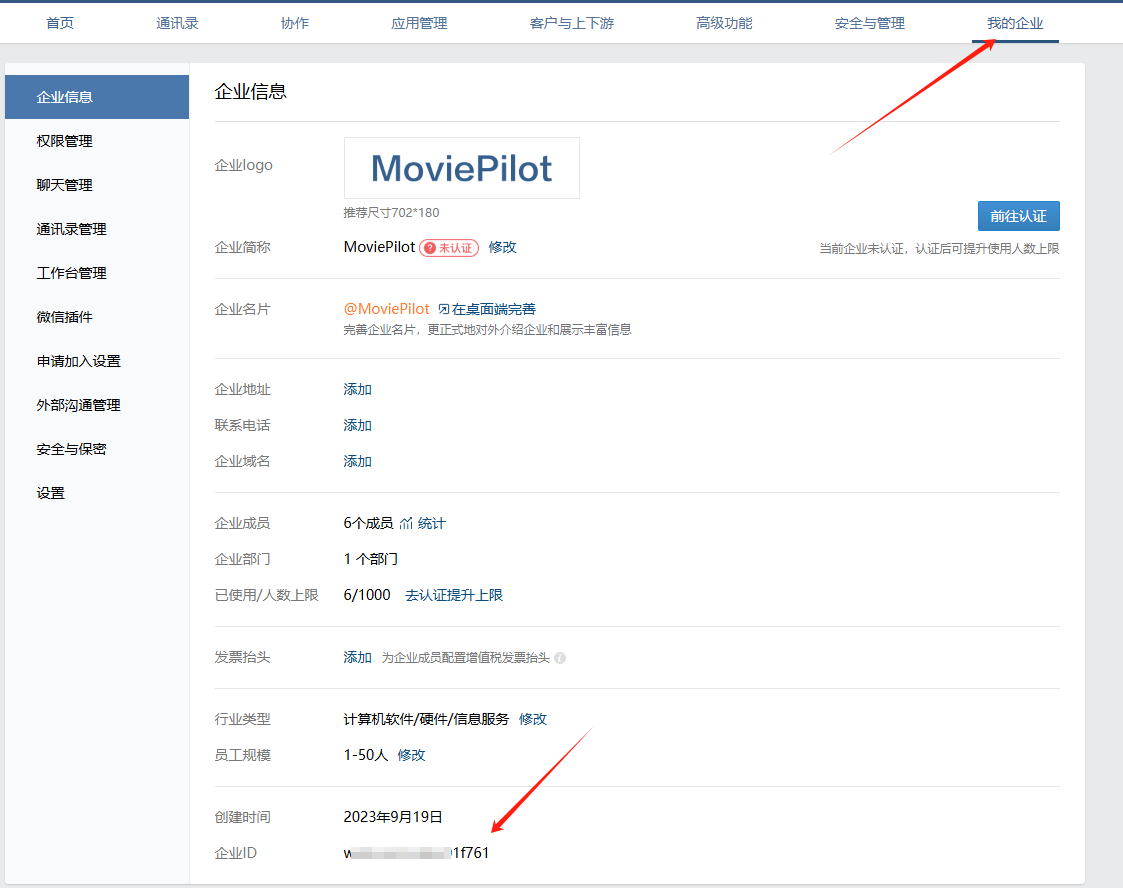 首页 通讯录 协作 应用管理 客户与上下游 高级功能 安全与管理 我的企业
企业信息
权限管理
聊天管理
通讯录管理
工作台管理
微信插件
申请加入设置
外部沟通管理
安全与保密
设置
企业信息
企业logo MoviePilot
推荐尺寸702*180
前往认证
企业简称 MoviePilot ? 未认证 修改
当前企业未认证，认证后可提升使用人数上限
企业名片 @MoviePilot 在桌面端完善
完善企业名片，更正式地对外介绍企业和展示丰富信息
企业地址 添加
联系电话 添加
企业域名 添加
企业成员 6个成员 统计
企业部门 1 个部门
已使用/人数上限 6/1000 去认证提升上限
发票抬头 添加 为企业成员配置增值税发票抬头 i
行业类型 计算机软件/硬件/信息服务 修改
员工规模 1-50人 修改
创建时间 2023年9月19日
企业ID 1f761